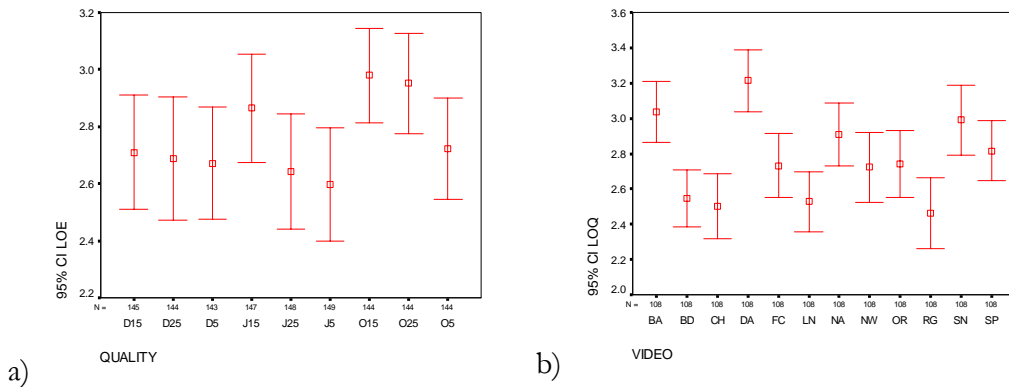 3.2
3.0
2.8
2.6
2.4
2.2
95% CI LOE
N = 145 144 143 147 148 149 144 144 144
D15 D25 D5 J15 J25 J5 O15 O25 O5
QUALITY
a)
3.6
3.4
3.2
3.0
2.8
2.6
2.4
2.2
2.0
95% CI LOQ
N = 108 108 108 108 108 108 108 108 108 108 108 108
BA BD CH DA FC LN NA NW OR RG SN SP
VIDEO
b)